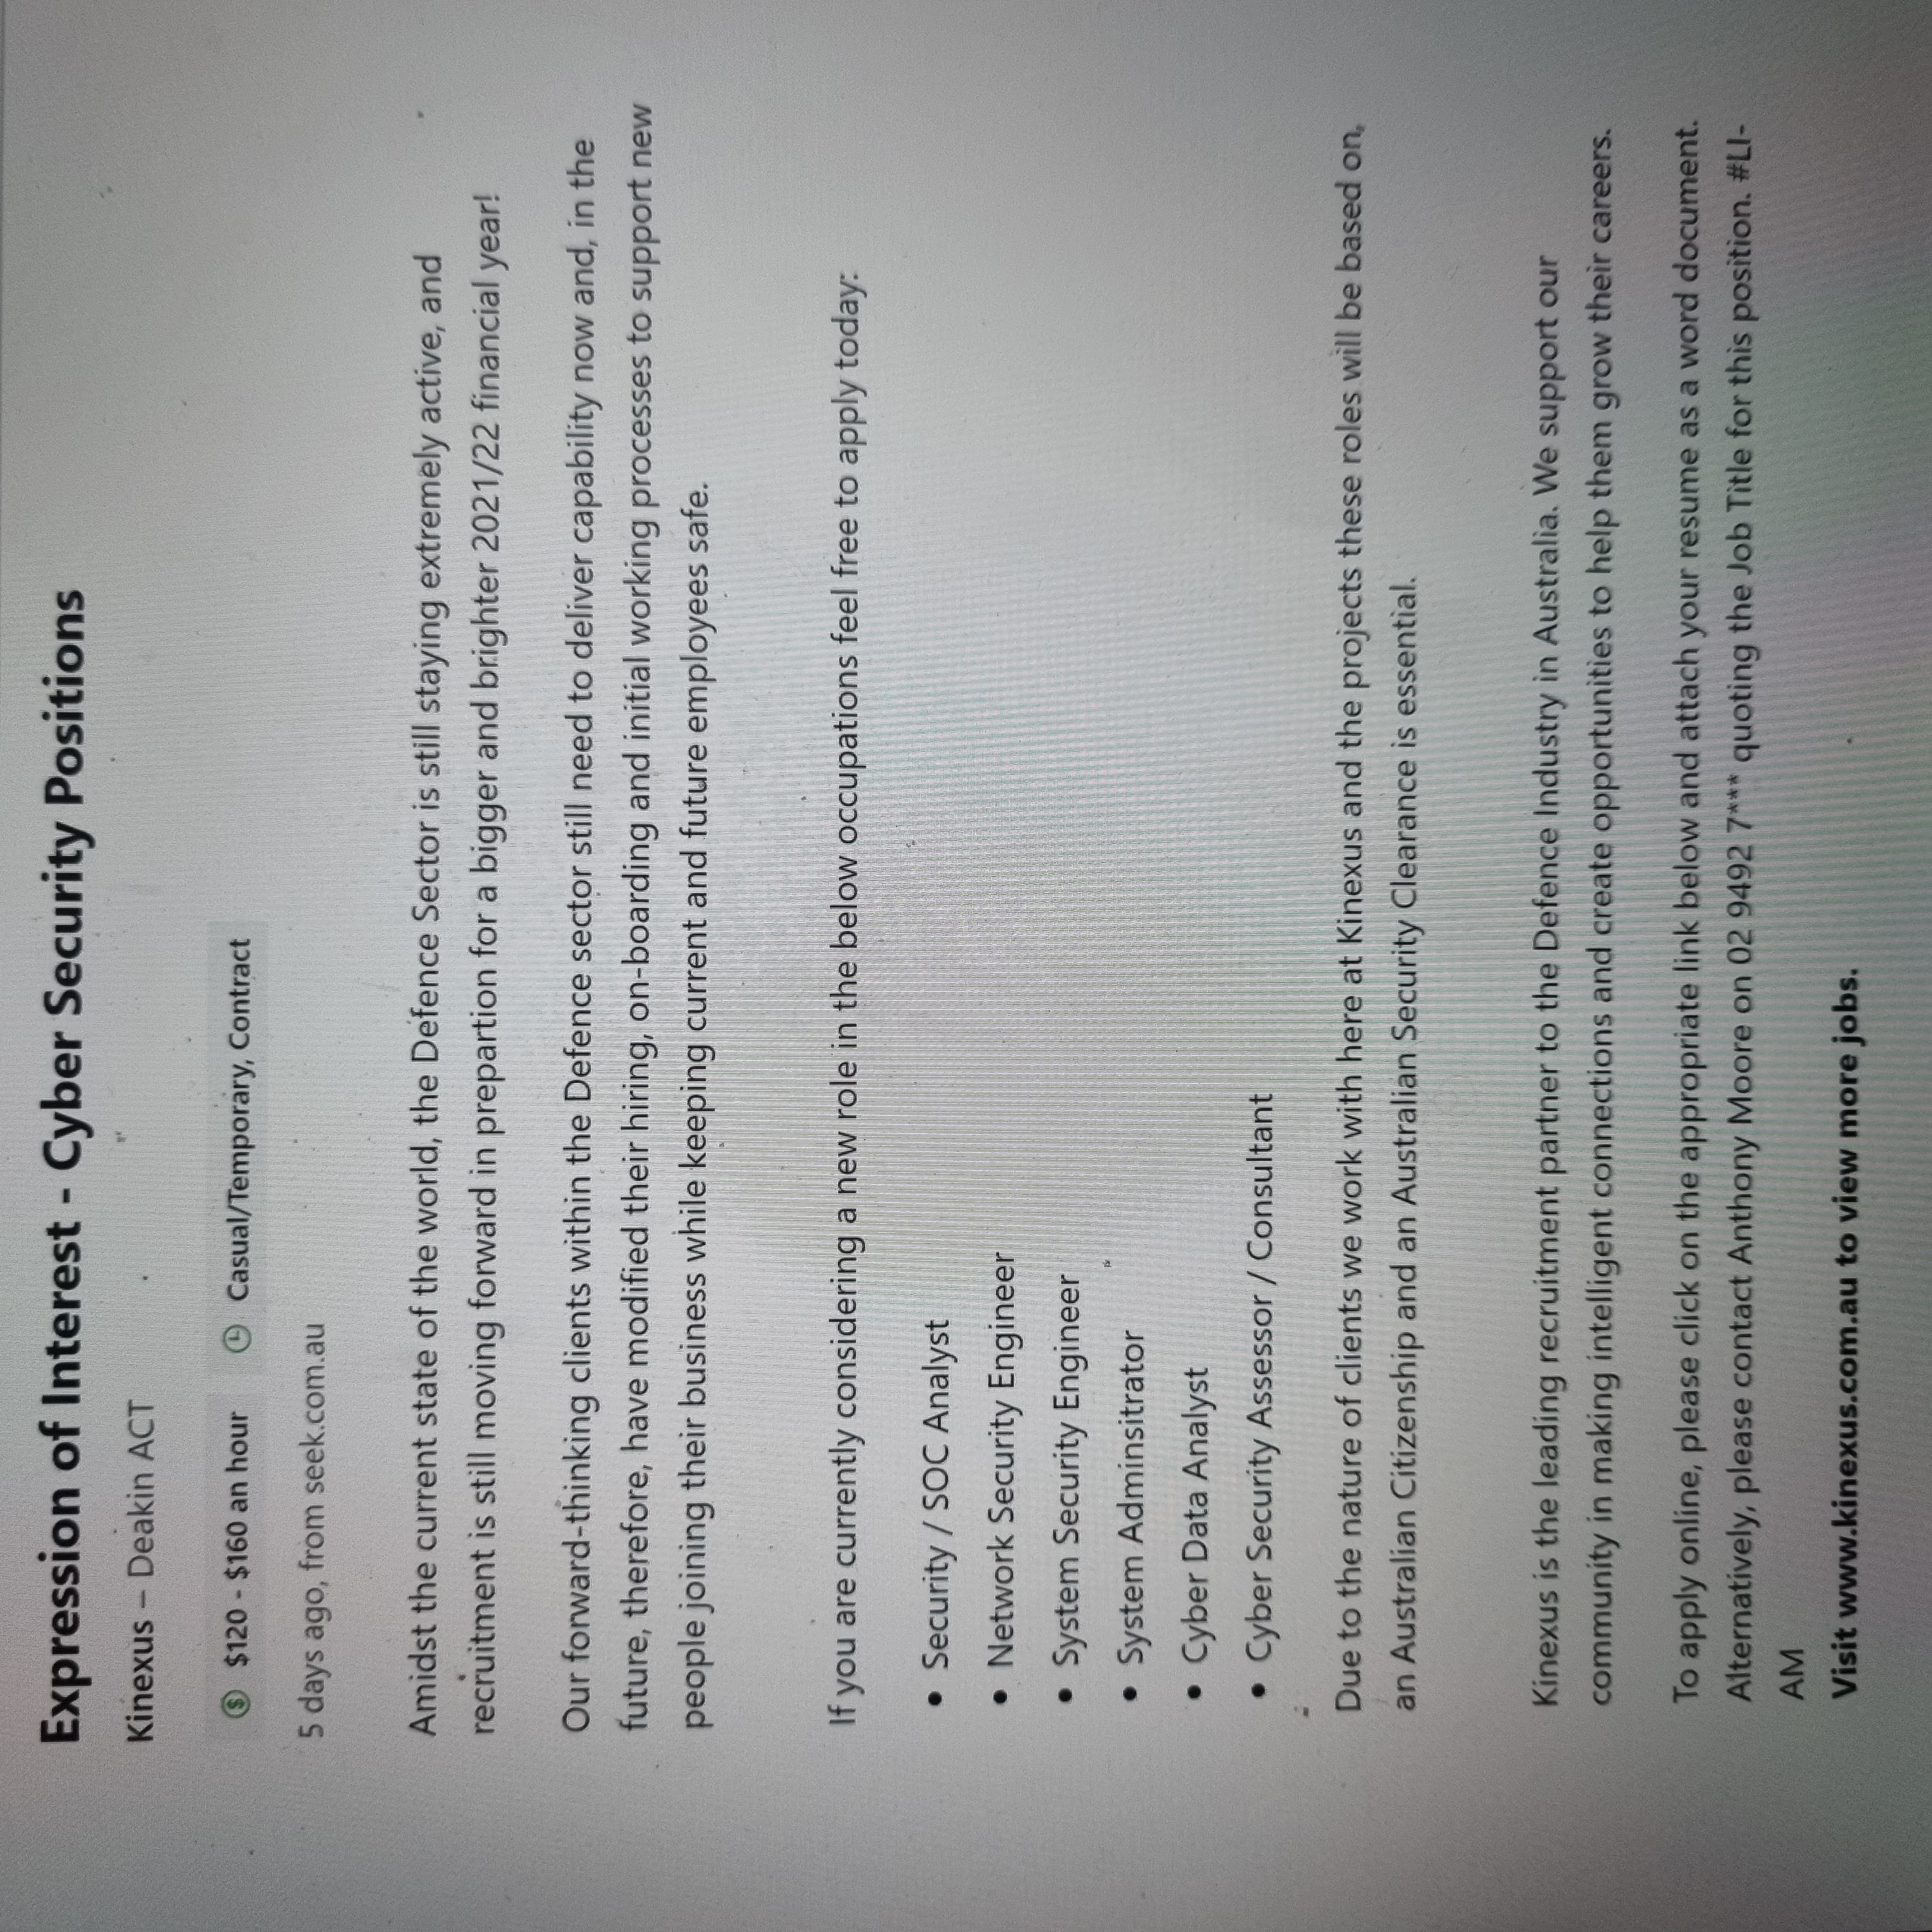 Expression of Interest - Cyber Security Positions
Kinexus – Deakin ACT
$120 - $160 an hour Casual/Temporary, Contract
5 days ago, from seek.com.au
Amidst the current state of the world, the Defence Sector is still staying extremely active, and
recruitment is still moving forward in prepartion for a bigger and brighter 2021/22 financial year!
Our forward-thinking clients within the Defence sector still need to deliver capability now and, in the
future, therefore, have modified their hiring, on-boarding and initial working processes to support new
people joining their business while keeping current and future employees safe.
If you are currently considering a new role in the below occupations feel free to apply today:
• Security / SOC Analyst
• Network Security Engineer
• System Security Engineer
• System Adminsitrator
• Cyber Data Analyst
• Cyber Security Assessor / Consultant
Due to the nature of clients we work with here at Kinexus and the projects these roles will be based on,
an Australian Citizenship and an Australian Security Clearance is essential.
Kinexus is the leading recruitment partner to the Defence Industry in Australia. We support our
community in making intelligent connections and create opportunities to help them grow their careers.
To apply online, please click on the appropriate link below and attach your resume as a word document.
Alternatively, please contact Anthony Moore on 02 9492 7*** quoting the Job Title for this position. #LI-
AM
Visit www.kinexus.com.au to view more jobs.